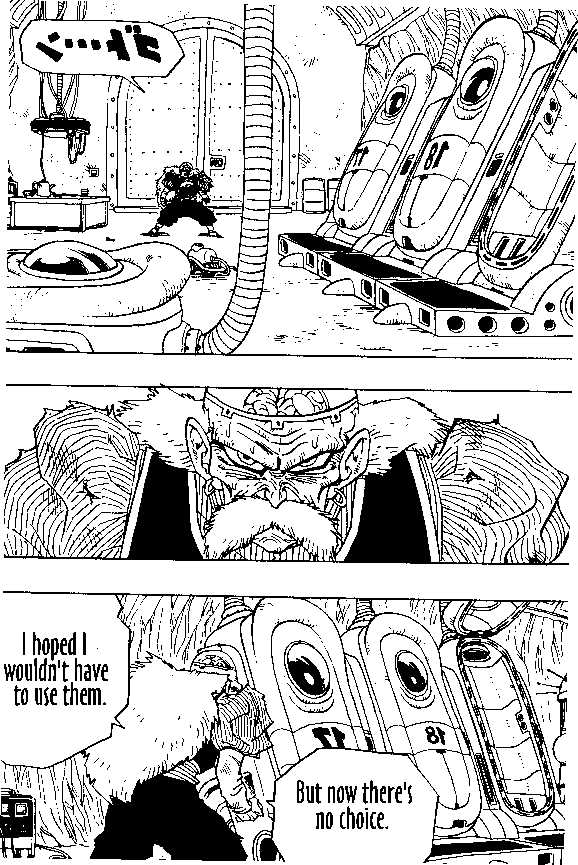 17
18
I hoped I
wouldn't have
to use them.
17
18
But now there's
no choice.